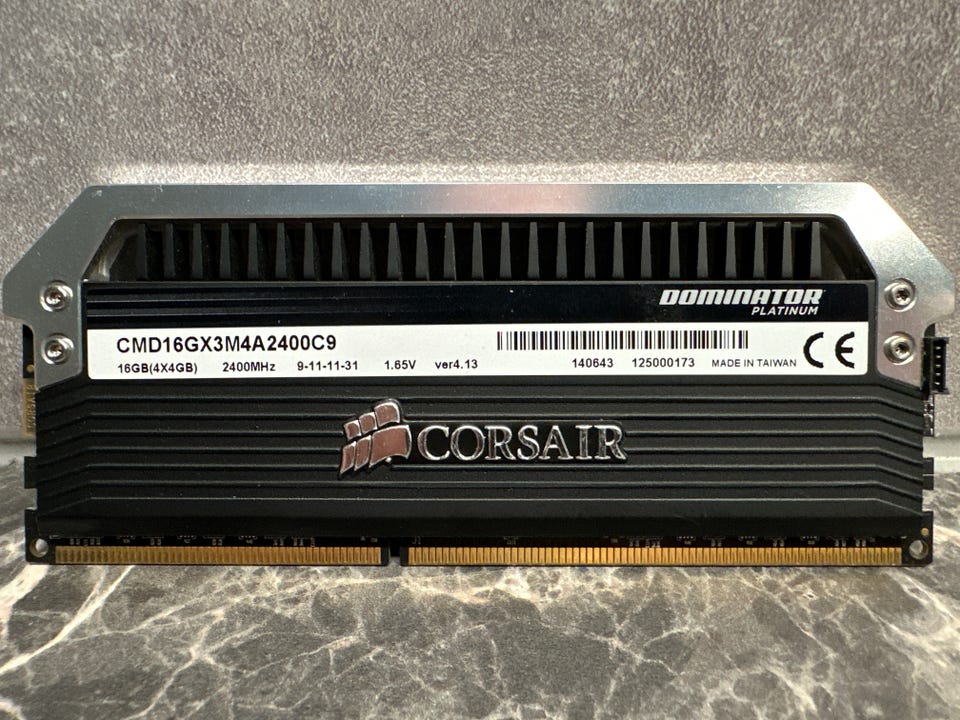 DOMINATOR
PLATINUM
CMD16GX3M4A2400C9
16GB(4X4GB) 2400MHz 9-11-11-31 1.65V ver4.13 140643 125000173 MADE IN TAIWAN CE
CORSAIR
J1